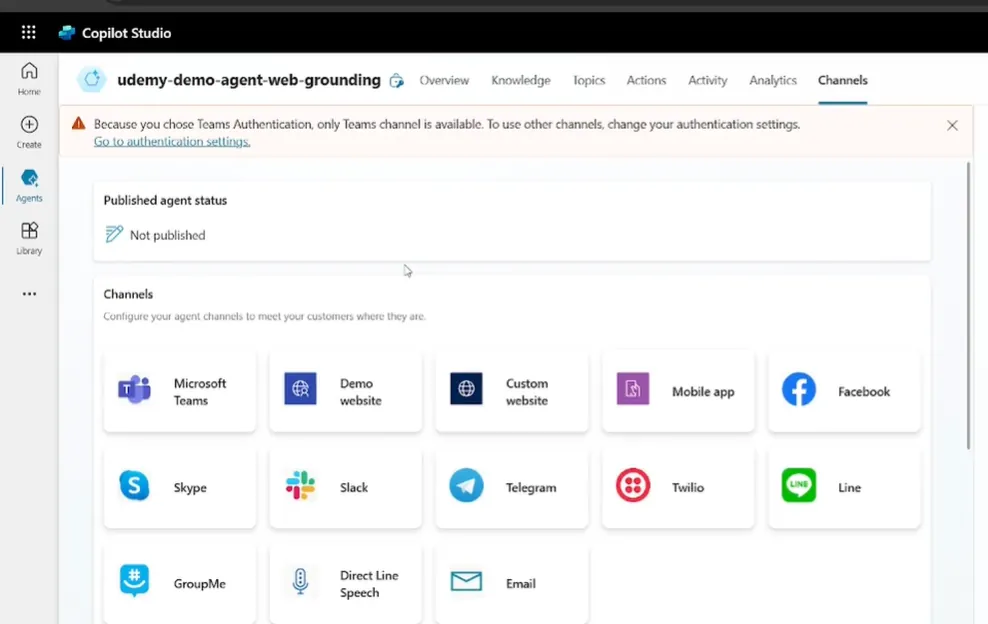 Copilot Studio
Home
Create
Agents
Library
udemy-demo-agent-web-grounding
Overview
Knowledge
Topics
Actions
Activity
Analytics
Channels
Because you chose Teams Authentication, only Teams channel is available. To use other channels, change your authentication settings.
Go to authentication settings.
Published agent status
Not published
Channels
Configure your agent channels to meet your customers where they are.
T
Microsoft
Teams
Demo
website
Custom
website
Mobile app
Facebook
S
Skype
Slack
Telegram
Twilio
LINE
Line
#
GroupMe
Direct Line
Speech
Email